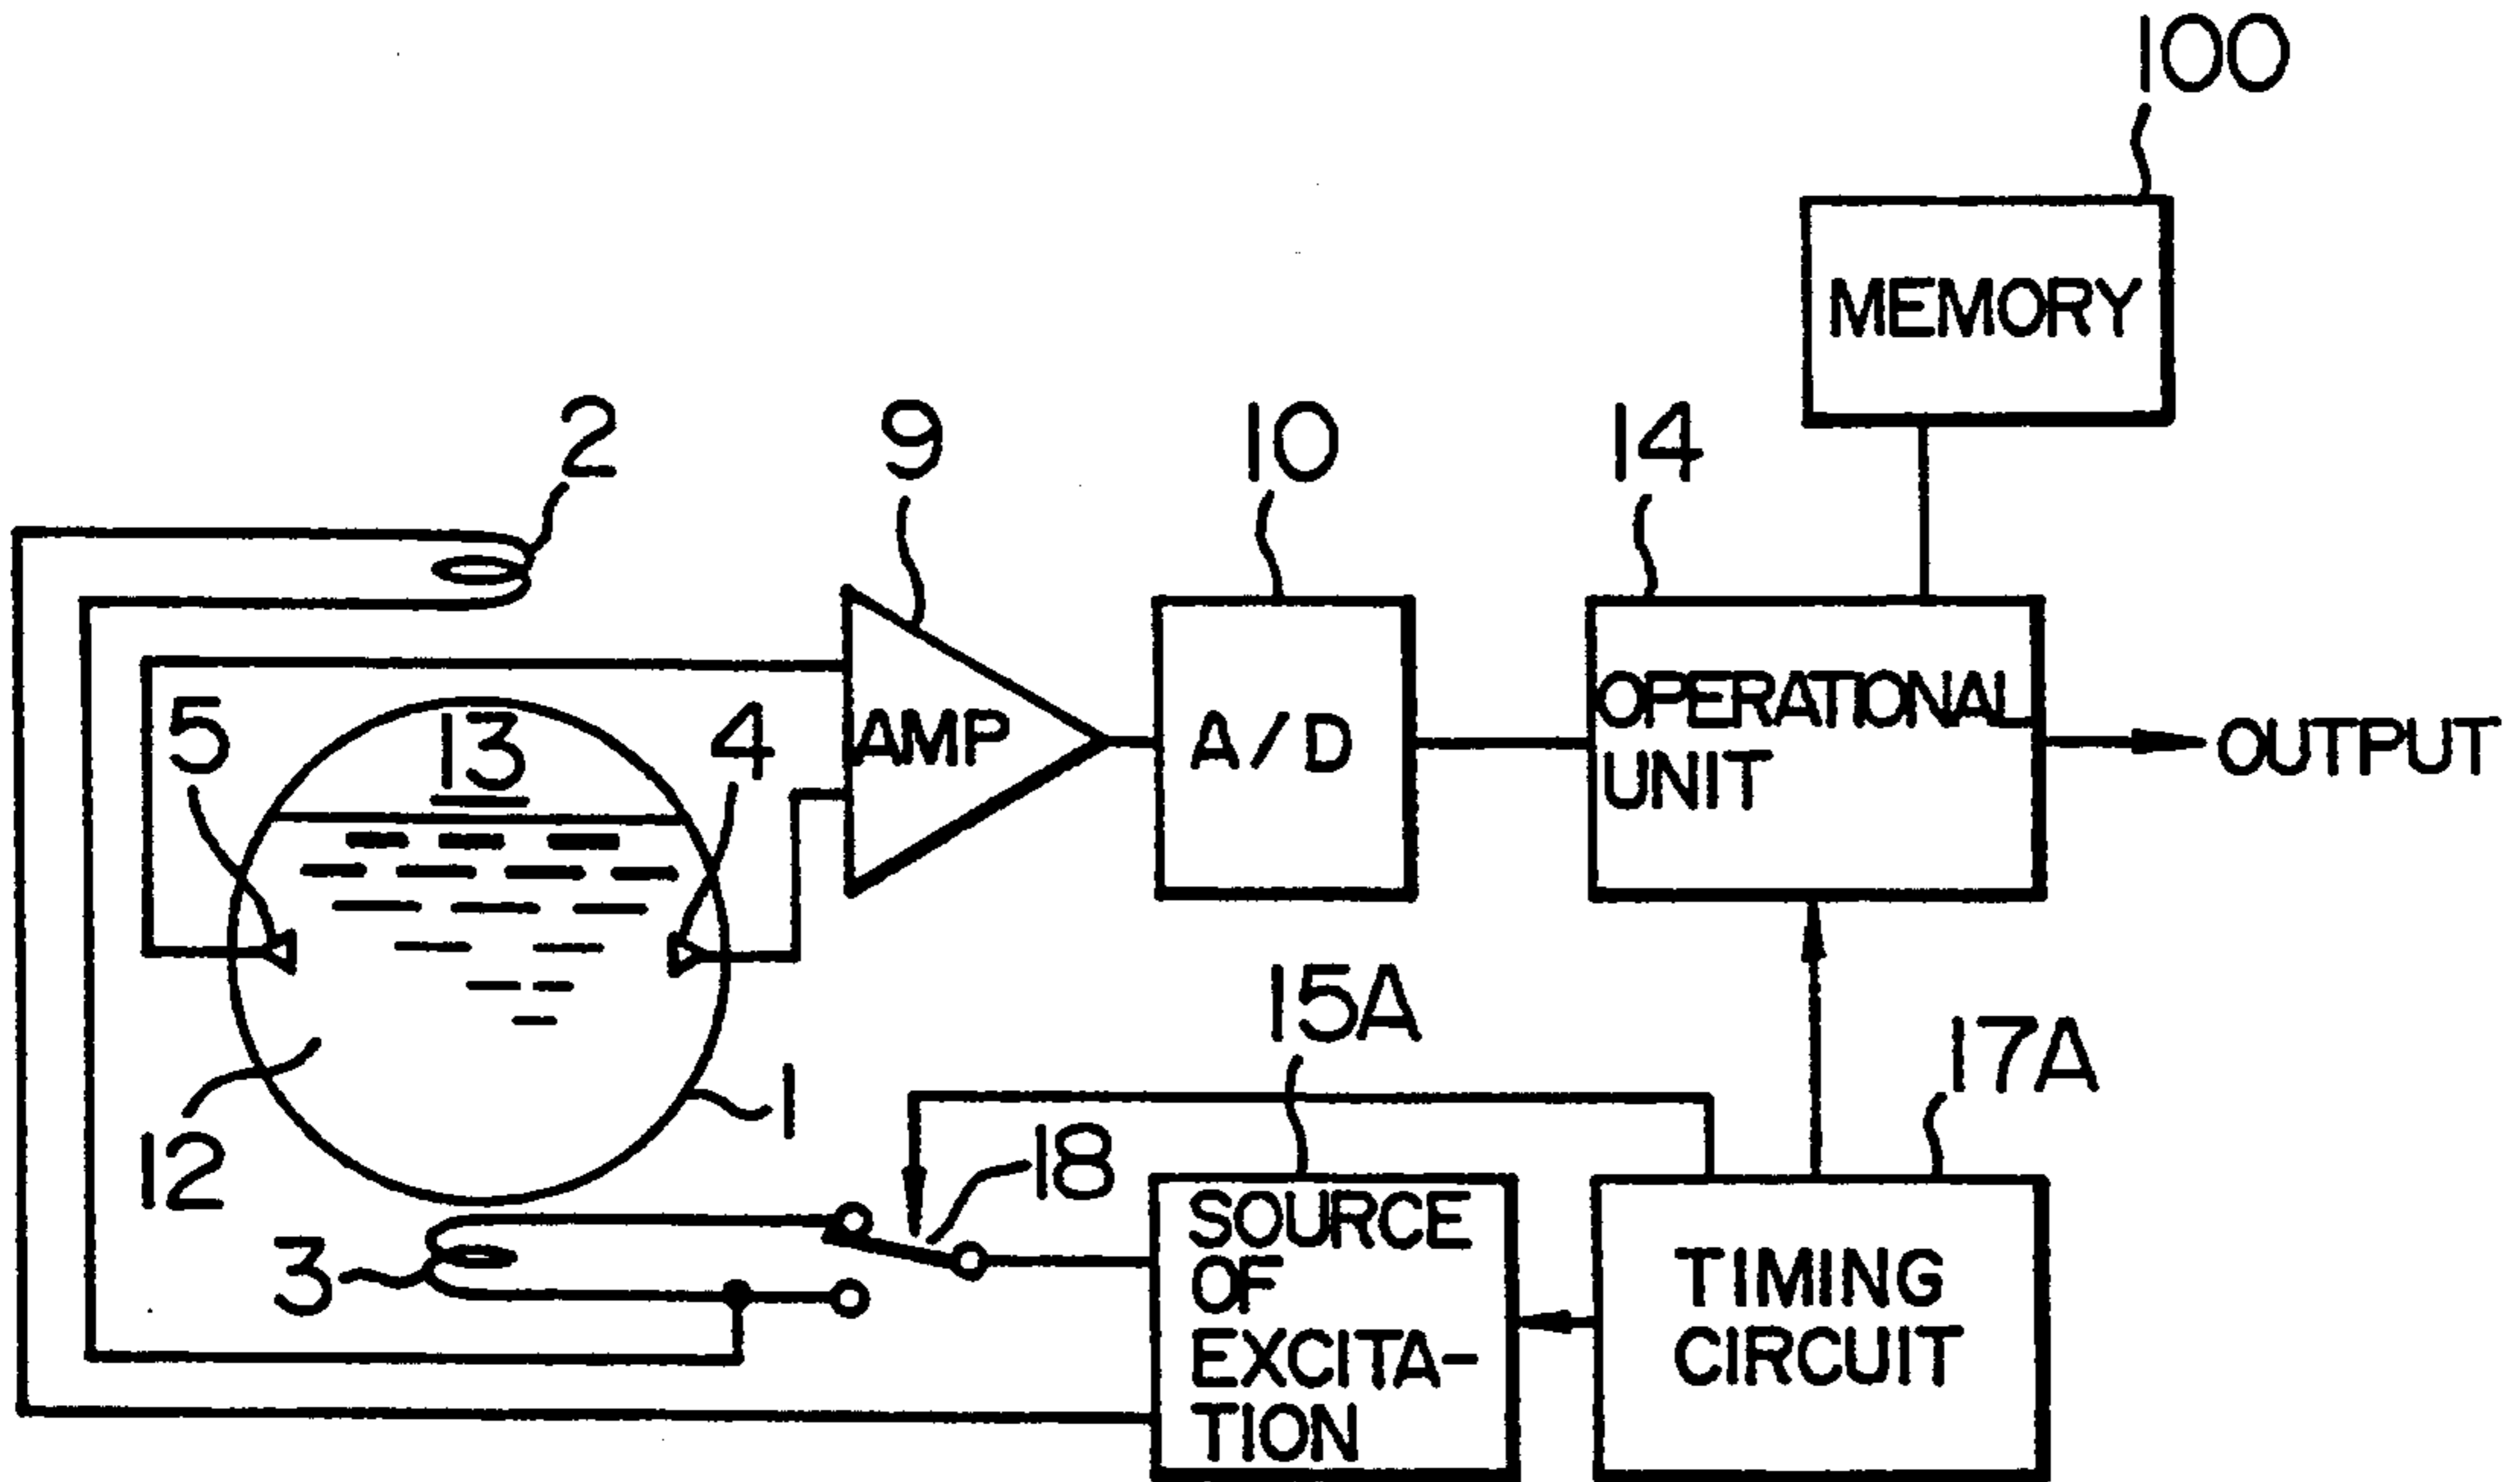 100
MEMORY
2
9
10
14
5
13
4
AMP
A/D
OPERATIONAL
UNIT
OUTPUT
15A
17A
12
1
18
3
SOURCE
OF
EXCITA-
TION
TIMING
CIRCUIT